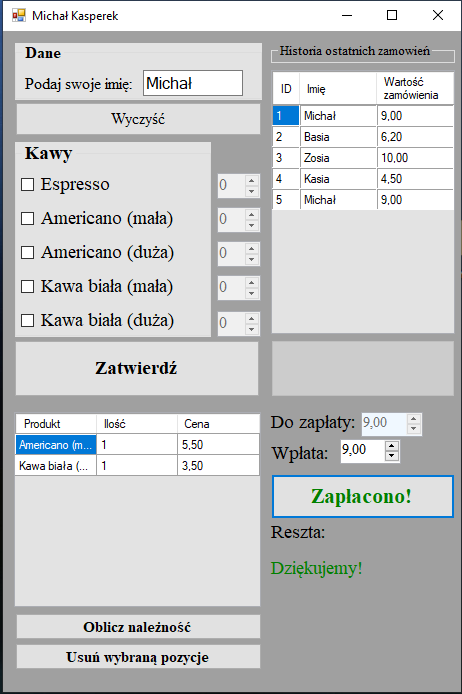 Michał Kasperek
Dane
Podaj swoje imię: Michał
Wyczyść
Kawy
Espresso 0
Americano (mała) 0
Americano (duża) 0
Kawa biała (mała) 0
Kawa biała (duża) 0
Zatwierdź
Produkt Ilość Cena
Americano (m... 1 5,50
Kawa biała (... 1 3,50
Oblicz należność
Usuń wybraną pozycje
Historia ostatnich zamowień
ID Imię Wartość
zamówienia
1 Michał 9,00
2 Basia 6,20
3 Zosia 10,00
4 Kasia 4,50
5 Michał 9,00
Do zapłaty: 9,00
Wpłata: 9,00
Zapłacono!
Reszta:
Dziękujemy!